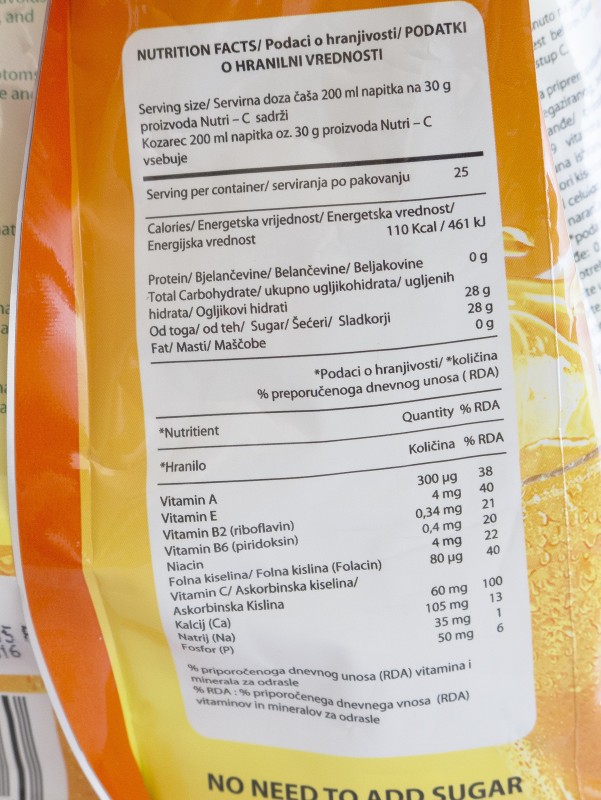 NUTRITION FACTS/ Podaci o hranjivosti/ PODATKI
O HRANILNI VREDNOSTI
Serving size/ Servirna doza čaša 200 ml napitka na 30 g
proizvoda Nutri – C sadrži
Kozarec 200 ml napitka oz. 30 g proizvoda Nutri – C
vsebuje
Serving per container/ serviranja po pakovanju 25
Calories/ Energetska vrijednost/ Energetska vrednost/
Energijska vrednost 110 Kcal / 461 kJ
Protein/ Bjelančevine/ Belančevine/ Beljakovine 0 g
Total Carbohydrate/ ukupno ugljikohidrata/ ugljenih
hidrata/ Ogljikovi hidrati 28 g
Od toga/ od teh/ Sugar/ Šećeri/ Sladkorji 28 g
Fat/ Masti/ Maščobe 0 g
*Podaci o hranjivosti/ *količina
% preporučenoga dnevnog unosa ( RDA)
*Nutritient Quantity % RDA
*Hranilo Količina % RDA
Vitamin A 300 µg 38
Vitamin E 4 mg 40
Vitamin B2 (riboflavin) 0,34 mg 21
Vitamin B6 (piridoksin) 0,4 mg 20
Niacin 4 mg 22
Folna kiselina/ Folna kislina (Folacin) 80 µg 40
Vitamin C/ Askorbinska kiselina/
Askorbinska Kislina 60 mg 100
Kalcij (Ca) 105 mg 13
Natrij (Na) 35 mg 1
Fosfor (P) 50 mg 6
% priporočenoga dnevnog unosa (RDA) vitamina i
minerala za odrasle
% RDA : % priporočenega dnevnega vnosa (RDA)
vitaminov in mineralov za odrasle
NO NEED TO ADD SUGAR